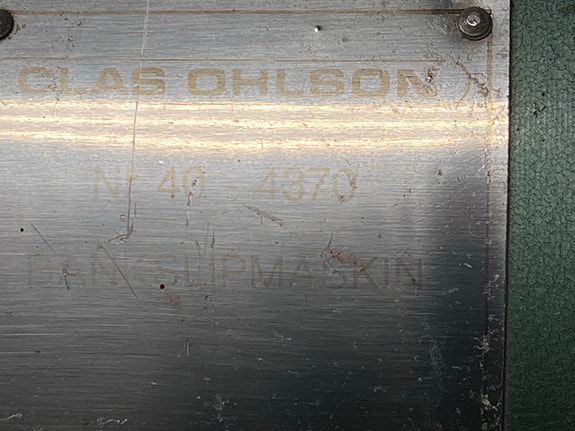 CLAS OHLSON
Nr 40 - 4370
BANDSLIPMASKIN